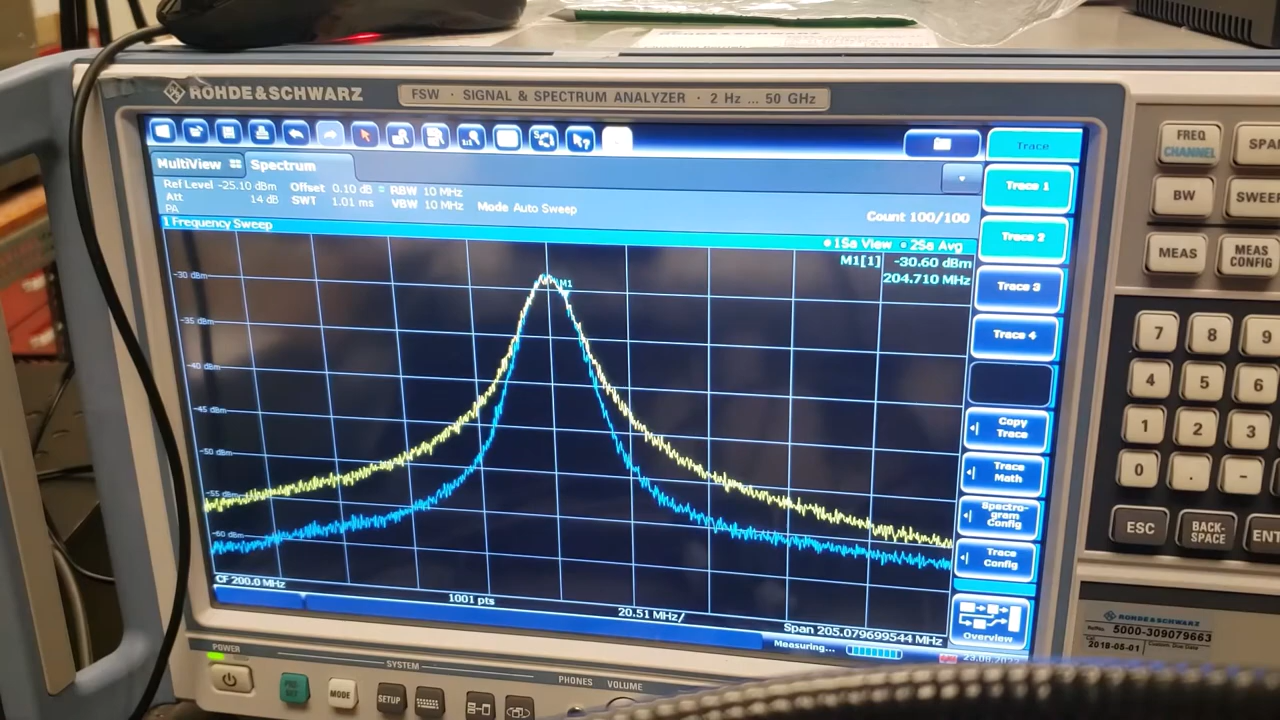 ROHDE&SCHWARZ
FSW · SIGNAL & SPECTRUM ANALYZER · 2 Hz ... 50 GHz
MultiView
Spectrum
Ref Level -25.10 dBm Offset 0.10 dB RBW 10 MHz
Att 14 dB SWT 1.01 ms VBW 10 MHz Mode Auto Sweep
PA
Count 100/100
1 Frequency Sweep
1Sa View
2Sa Avg
M1[1] -30.60 dBm
204.710 MHz
M1
-30 dBm
-35 dBm
-40 dBm
-45 dBm
-50 dBm
-55 dBm
-60 dBm
CF 200.0 MHz
1001 pts
20.51 MHz/
Span 205.079699544 MHz
Measuring...
Trace
Trace 1
Trace 2
Trace 3
Trace 4
Copy
Trace
Trace
Math
Spectro-
gram
Config
Trace
Config
Overview
FREQ
CHANNEL
SPAN
BW
SWEEP
MEAS
MEAS
CONFIG
7 8 9
4 5 6
1 2 3
0 . -
ESC
BACK-
SPACE
ROHDE&SCHWARZ
5000-309079663
2018-05-01
POWER
SYSTEM
PHONES
VOLUME
PRE-
SET
MODE
SETUP